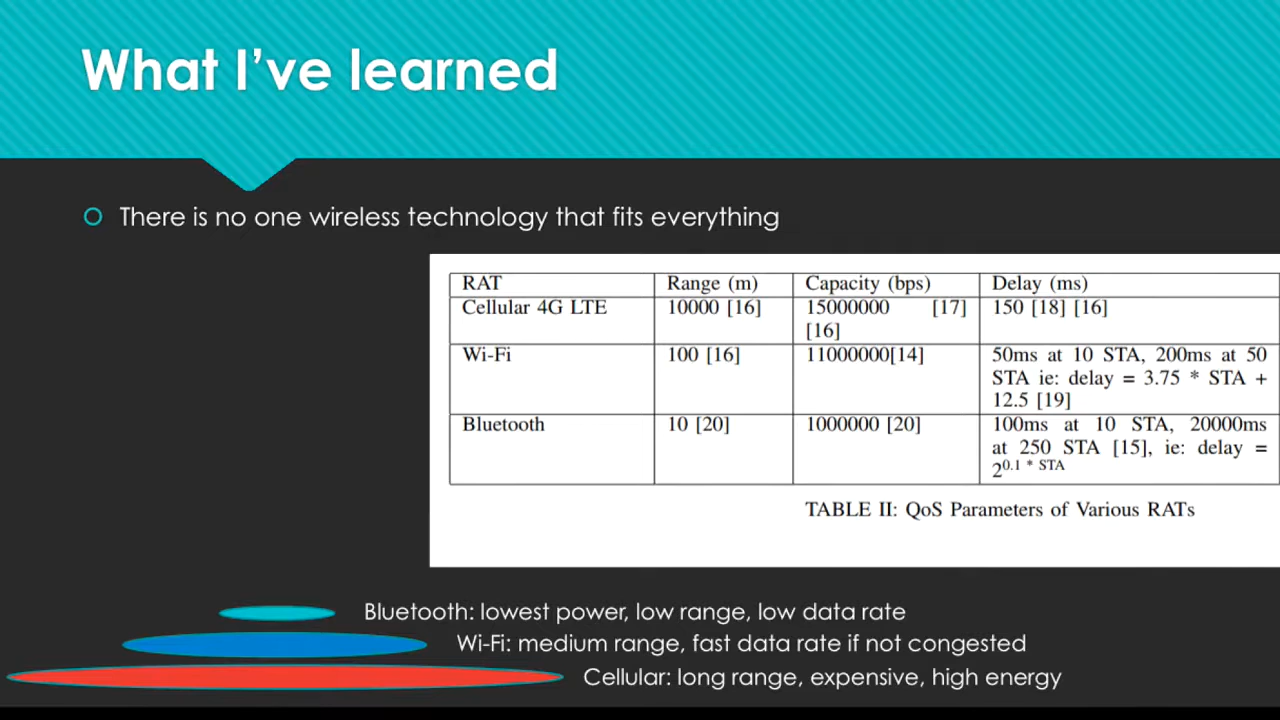 What I've learned
There is no one wireless technology that fits everything
RAT Range (m) Capacity (bps) Delay (ms)
Cellular 4G LTE 10000 [16] 15000000 [17] 150 [18] [16]
[16]
Wi-Fi 100 [16] 11000000[14] 50ms at 10 STA, 200ms at 50
STA ie: delay = 3.75 * STA +
12.5 [19]
Bluetooth 10 [20] 1000000 [20] 100ms at 10 STA, 20000ms
at 250 STA [15], ie: delay =
2^0.1 * STA
TABLE II: QoS Parameters of Various RATs
Bluetooth: lowest power, low range, low data rate
Wi-Fi: medium range, fast data rate if not congested
Cellular: long range, expensive, high energy